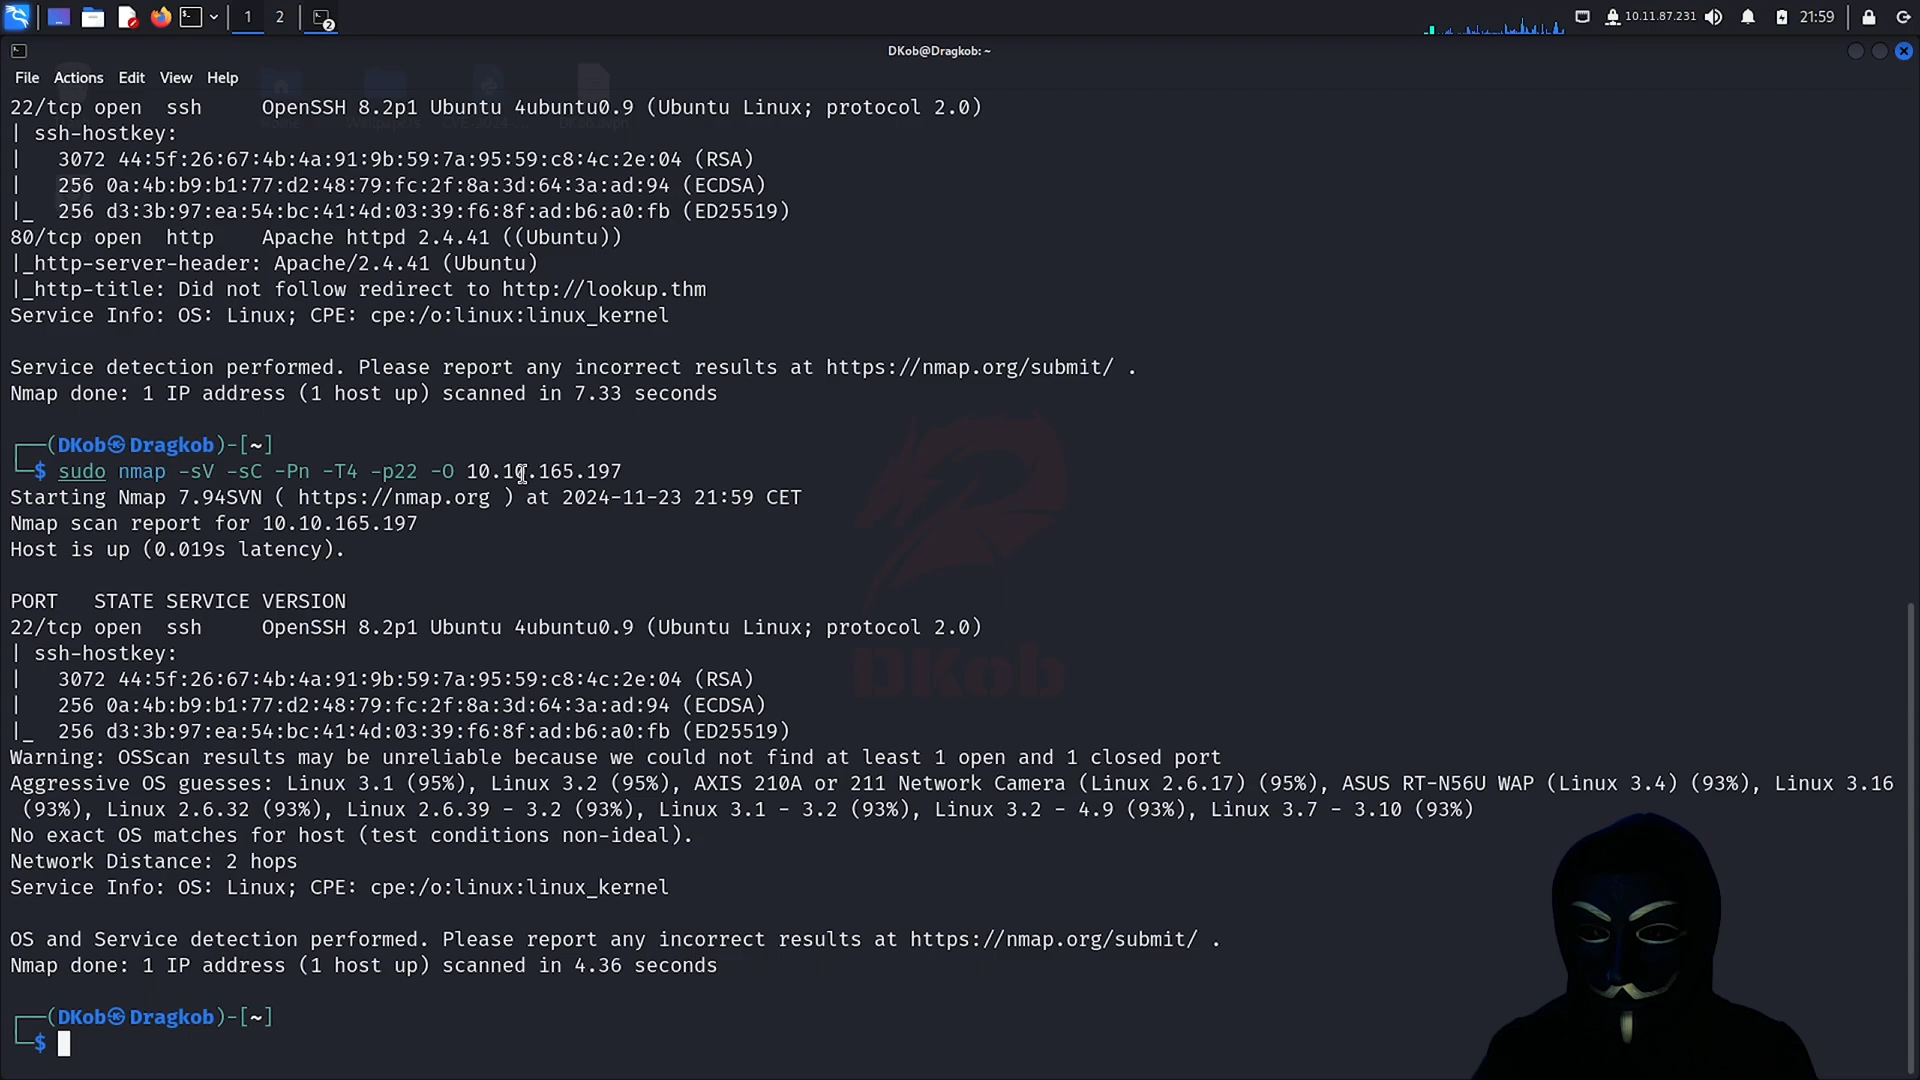 1 2 2 10.11.87.231 21:59
DKob@Dragkob: ~
File Actions Edit View Help
22/tcp open  ssh     OpenSSH 8.2p1 Ubuntu 4ubuntu0.9 (Ubuntu Linux; protocol 2.0)
| ssh-hostkey:
|   3072 44:5f:26:67:4b:4a:91:9b:59:7a:95:59:c8:4c:2e:04 (RSA)
|   256 0a:4b:b9:b1:77:d2:48:79:fc:2f:8a:3d:64:3a:ad:94 (ECDSA)
|_  256 d3:3b:97:ea:54:bc:41:4d:03:39:f6:8f:ad:b6:a0:fb (ED25519)
80/tcp open  http    Apache httpd 2.4.41 ((Ubuntu))
|_http-server-header: Apache/2.4.41 (Ubuntu)
|_http-title: Did not follow redirect to http://lookup.thm
Service Info: OS: Linux; CPE: cpe:/o:linux:linux_kernel
Service detection performed. Please report any incorrect results at https://nmap.org/submit/ .
Nmap done: 1 IP address (1 host up) scanned in 7.33 seconds
┌──(DKob㉿Dragkob)-[~]
└─$ sudo nmap -sV -sC -Pn -T4 -p22 -O 10.10.165.197
Starting Nmap 7.94SVN ( https://nmap.org ) at 2024-11-23 21:59 CET
Nmap scan report for 10.10.165.197
Host is up (0.019s latency).
PORT   STATE SERVICE VERSION
22/tcp open  ssh     OpenSSH 8.2p1 Ubuntu 4ubuntu0.9 (Ubuntu Linux; protocol 2.0)
| ssh-hostkey:
|   3072 44:5f:26:67:4b:4a:91:9b:59:7a:95:59:c8:4c:2e:04 (RSA)
|   256 0a:4b:b9:b1:77:d2:48:79:fc:2f:8a:3d:64:3a:ad:94 (ECDSA)
|_  256 d3:3b:97:ea:54:bc:41:4d:03:39:f6:8f:ad:b6:a0:fb (ED25519)
DKob
Warning: OSScan results may be unreliable because we could not find at least 1 open and 1 closed port
Aggressive OS guesses: Linux 3.1 (95%), Linux 3.2 (95%), AXIS 210A or 211 Network Camera (Linux 2.6.17) (95%), ASUS RT-N56U WAP (Linux 3.4) (93%), Linux 3.16
(93%), Linux 2.6.32 (93%), Linux 2.6.39 - 3.2 (93%), Linux 3.1 - 3.2 (93%), Linux 3.2 - 4.9 (93%), Linux 3.7 - 3.10 (93%)
No exact OS matches for host (test conditions non-ideal).
Network Distance: 2 hops
Service Info: OS: Linux; CPE: cpe:/o:linux:linux_kernel
OS and Service detection performed. Please report any incorrect results at https://nmap.org/submit/ .
Nmap done: 1 IP address (1 host up) scanned in 4.36 seconds
┌──(DKob㉿Dragkob)-[~]
└─$